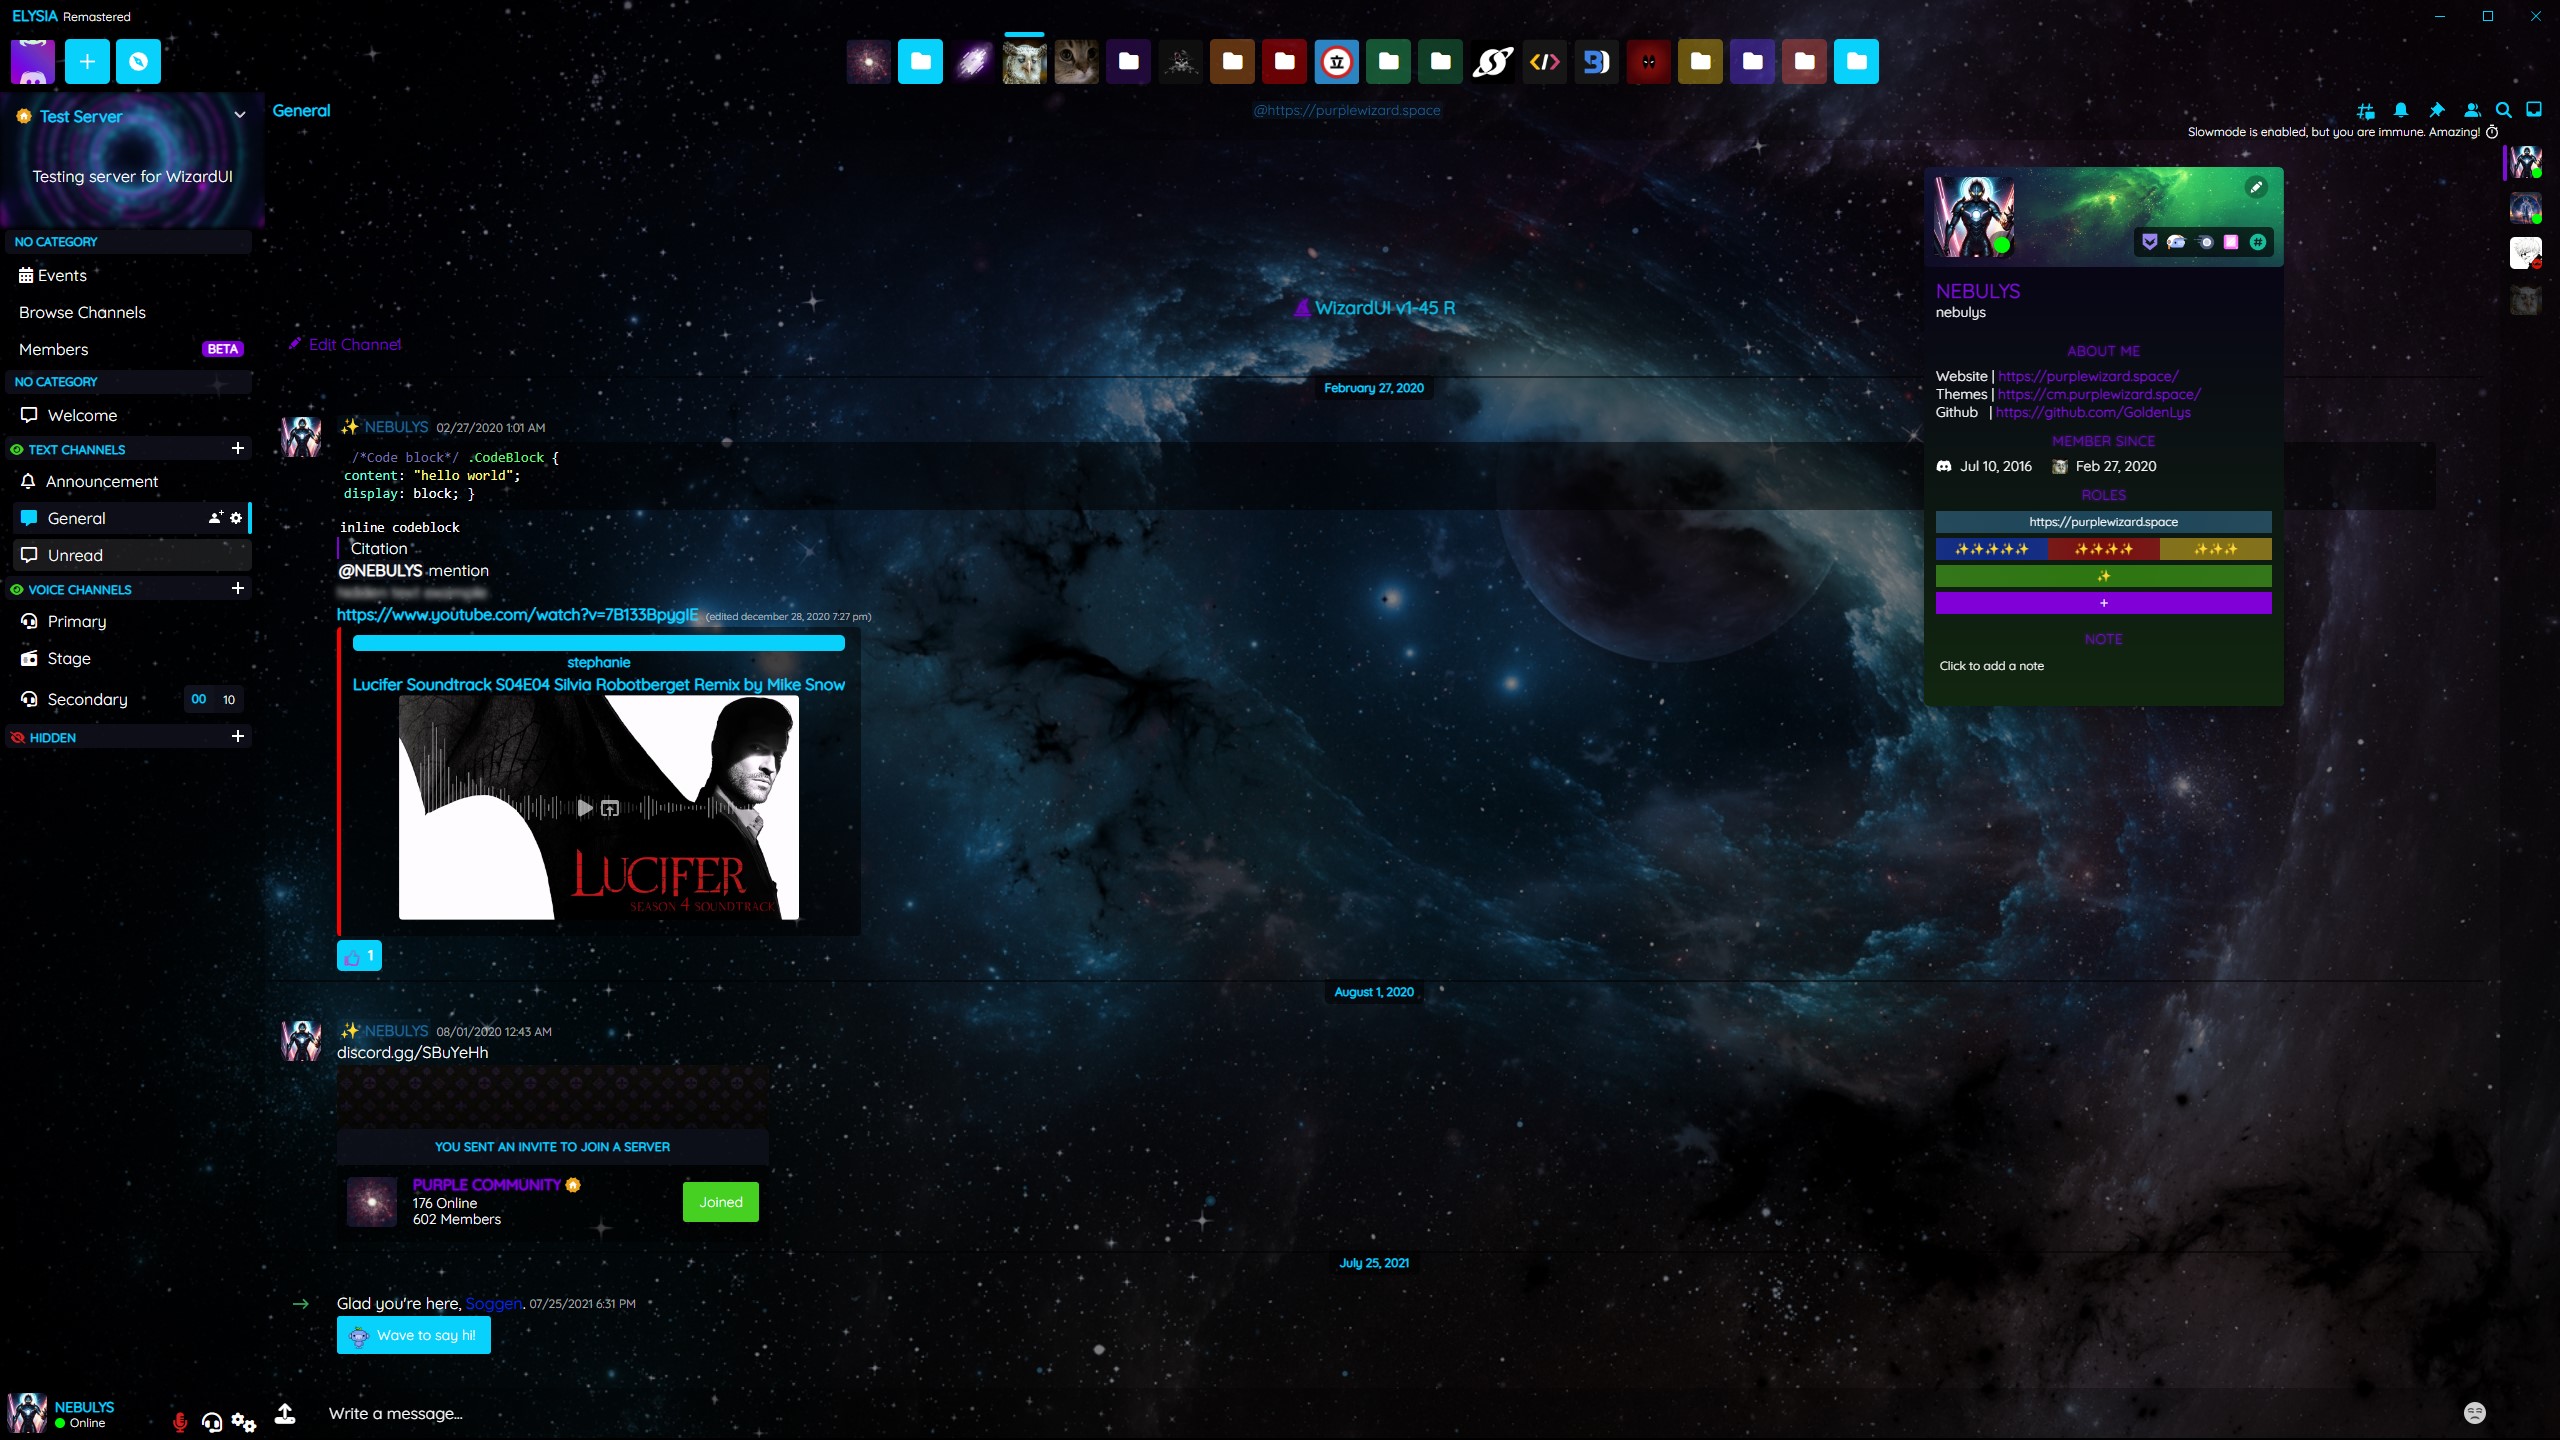 ELYSIA Remastered
Test Server
Testing server for WizardUI
NO CATEGORY
Events
Browse Channels
Members BETA
NO CATEGORY
Welcome
TEXT CHANNELS
Announcement
General
Unread
VOICE CHANNELS
Primary
Stage
Secondary 00 10
HIDDEN
NEBULYS
Online
General
@https://purplewizard.space
Slowmode is enabled, but you are immune. Amazing!
WizardUI v1-45 R
Edit Channel
February 27, 2020
NEBULYS 02/27/2020 1:01 AM
/*Code block*/ .CodeBlock {
content: "hello world";
display: block; }
inline codeblock
Citation
@NEBULYS mention
https://www.youtube.com/watch?v=7B133BpygIE (edited december 28, 2020 7:27 pm)
stephanie
Lucifer Soundtrack S04E04 Silvia Robotberget Remix by Mike Snow
LUCIFER
SEASON 4 SOUNDTRACK
1
August 1, 2020
NEBULYS 08/01/2020 12:43 AM
discord.gg/SBuYeHh
YOU SENT AN INVITE TO JOIN A SERVER
PURPLE COMMUNITY
176 Online
602 Members
Joined
July 25, 2021
Glad you're here, Soggen. 07/25/2021 6:31 PM
Wave to say hi!
Write a message...
NEBULYS
nebulys
ABOUT ME
Website | https://purplewizard.space/
Themes | https://cm.purplewizard.space/
Github | https://github.com/GoldenLys
MEMBER SINCE
Jul 10, 2016 Feb 27, 2020
ROLES
https://purplewizard.space
+
NOTE
Click to add a note